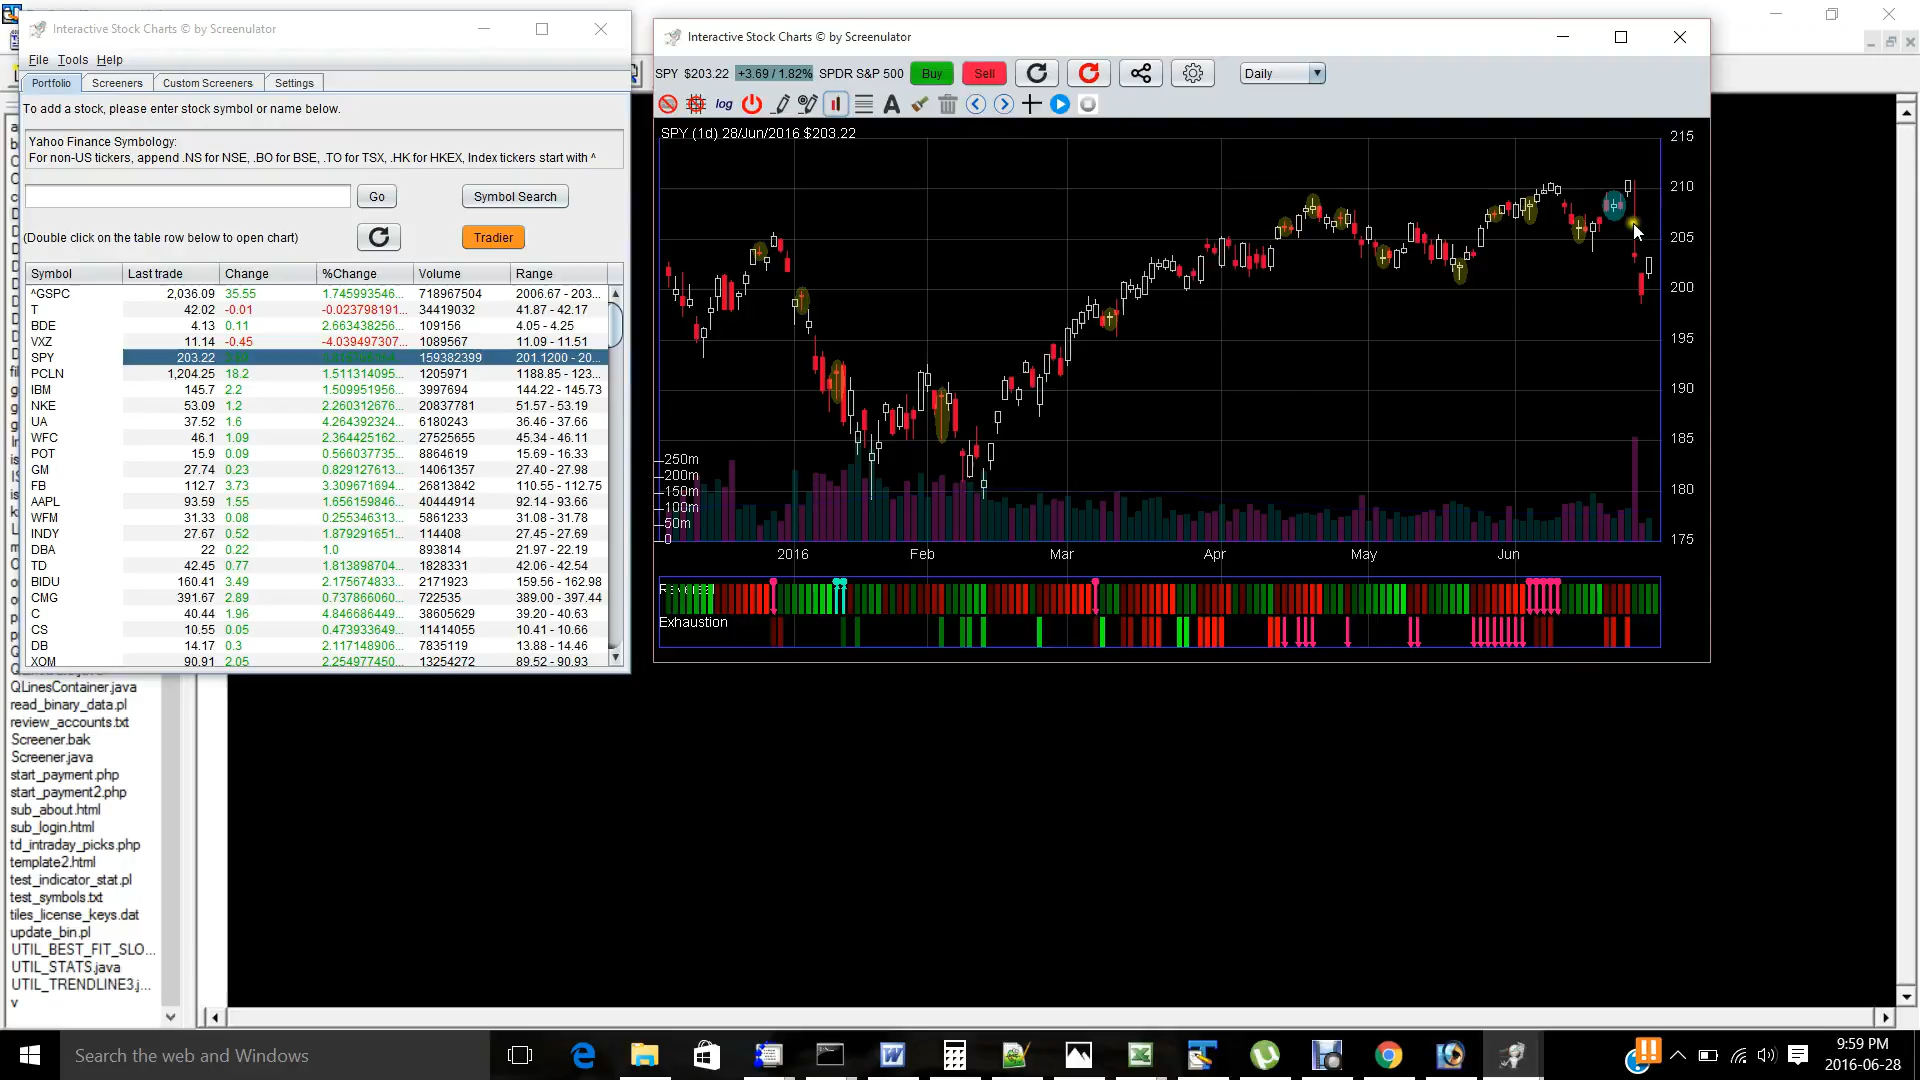 Interactive Stock Charts © by Screenulator
File Tools Help
Portfolio Screeners Custom Screeners Settings
To add a stock, please enter stock symbol or name below.
Yahoo Finance Symbology:
For non-US tickers, append .NS for NSE, .BO for BSE, .TO for TSX, .HK for HKEX, Index tickers start with ^
Go Symbol Search
(Double click on the table row below to open chart) Tradier
Symbol Last trade Change %Change Volume Range
^GSPC 2,036.09 35.55 1.745993546... 718967504 2006.67 - 203...
T 42.02 -0.01 -0.023798191... 34419032 41.87 - 42.17
BDE 4.13 0.11 2.663438256... 109156 4.05 - 4.25
VXZ 11.14 -0.45 -4.039497307... 1089567 11.09 - 11.51
SPY 203.22 159382399 201.1200 - 20...
PCLN 1,204.25 18.2 1.511314095... 1205971 1188.85 - 123...
IBM 145.7 2.2 1.509951956... 3997694 144.22 - 145.73
NKE 53.09 1.2 2.260312676... 20837781 51.57 - 53.19
UA 37.52 1.6 4.264392324... 6180243 36.46 - 37.66
WFC 46.1 1.09 2.364425162... 27525655 45.34 - 46.11
POT 15.9 0.09 0.566037735... 8864619 15.69 - 16.33
GM 27.74 0.23 0.829127613... 14061357 27.40 - 27.98
FB 112.7 3.73 3.309671694... 26813842 110.55 - 112.75
AAPL 93.59 1.55 1.656159846... 40444914 92.14 - 93.66
WFM 31.33 0.08 0.255346313... 5861233 31.08 - 31.78
INDY 27.67 0.52 1.879291651... 114408 27.45 - 27.69
DBA 22 0.22 1.0 893814 21.97 - 22.19
TD 42.45 0.77 1.813898704... 1828331 42.06 - 42.54
BIDU 160.41 3.49 2.175674833... 2171923 159.56 - 162.98
CMG 391.67 2.89 0.737866060... 722535 389.00 - 397.44
C 40.44 1.96 4.846686449... 38605629 39.20 - 40.63
CS 10.55 0.05 0.473933649... 11414055 10.41 - 10.66
DB 14.17 0.3 2.117148906... 7835119 13.88 - 14.46
XOM 90.91 2.05 2.254977450... 13254272 89.52 - 90.93
QLinesContainer.java
read_binary_data.pl
review_accounts.txt
Screener.bak
Screener.java
start_payment.php
start_payment2.php
sub_about.html
sub_login.html
td_intraday_picks.php
template2.html
test_indicator_stat.pl
test_symbols.txt
tiles_license_keys.dat
update_bin.pl
UTIL_BEST_FIT_SLO...
UTIL_STATS.java
UTIL_TRENDLINE3.j...
v
Interactive Stock Charts © by Screenulator
SPY $203.22 +3.69 / 1.82% SPDR S&P 500 Buy Sell Daily
log A
SPY (1d) 28/Jun/2016 $203.22
215
210
205
200
195
190
185
180
175
250m
200m
150m
100m
50m
0
2016 Feb Mar Apr May Jun
Reversal
Exhaustion
Search the web and Windows
9:59 PM
2016-06-28